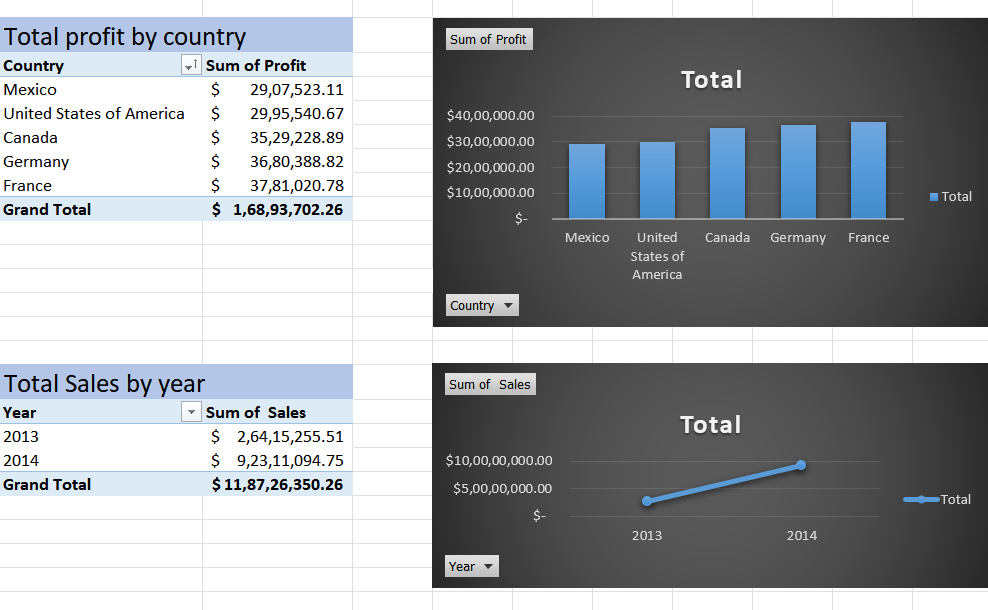 Total profit by country
Country Sum of Profit
Mexico $ 29,07,523.11
United States of America $ 29,95,540.67
Canada $ 35,29,228.89
Germany $ 36,80,388.82
France $ 37,81,020.78
Grand Total $ 1,68,93,702.26
Sum of Profit
Total
$40,00,000.00
$30,00,000.00
$20,00,000.00
$10,00,000.00
$-
Mexico United States of America Canada Germany France
Total
Country
Total Sales by year
Year Sum of  Sales
2013 $ 2,64,15,255.51
2014 $ 9,23,11,094.75
Grand Total $ 11,87,26,350.26
Sum of  Sales
Total
$10,00,00,000.00
$5,00,00,000.00
$-
2013 2014
Total
Year